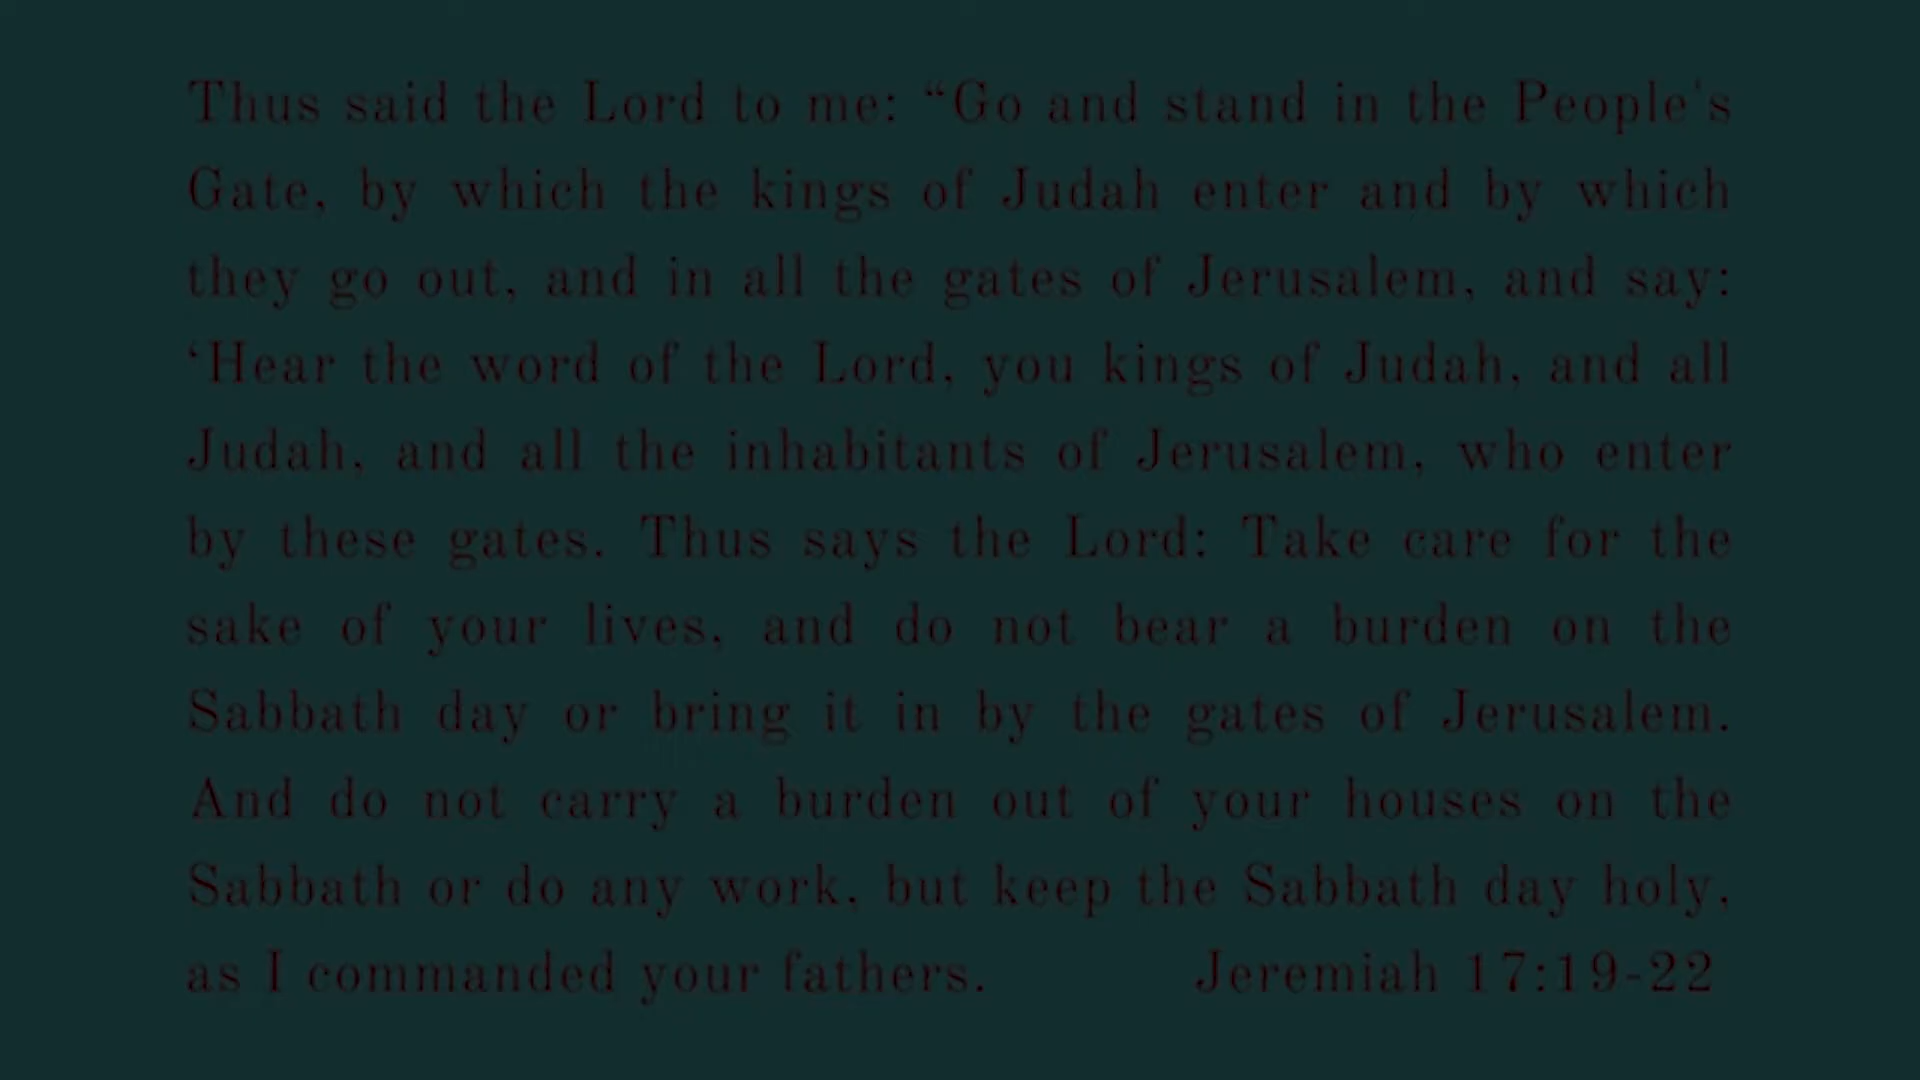 Thus said the Lord to me: “Go and stand in the People's
Gate, by which the kings of Judah enter and by which
they go out, and in all the gates of Jerusalem, and say:
‘Hear the word of the Lord, you kings of Judah, and all
Judah, and all the inhabitants of Jerusalem, who enter
by these gates. Thus says the Lord: Take care for the
sake of your lives, and do not bear a burden on the
Sabbath day or bring it in by the gates of Jerusalem.
And do not carry a burden out of your houses on the
Sabbath or do any work, but keep the Sabbath day holy,
as I commanded your fathers. Jeremiah 17:19-22